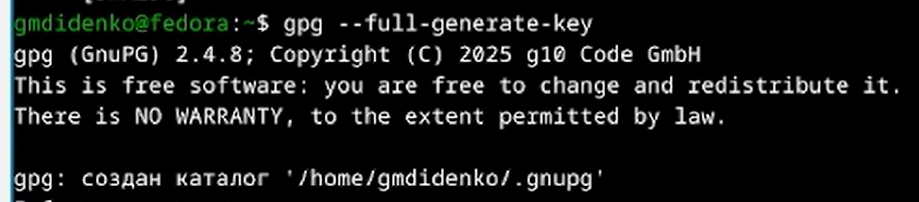 gmdidenko@fedora:~$ gpg --full-generate-key
gpg (GnuPG) 2.4.8; Copyright (C) 2025 g10 Code GmbH
This is free software: you are free to change and redistribute it.
There is NO WARRANTY, to the extent permitted by law.
gpg: создан каталог '/home/gmdidenko/.gnupg'